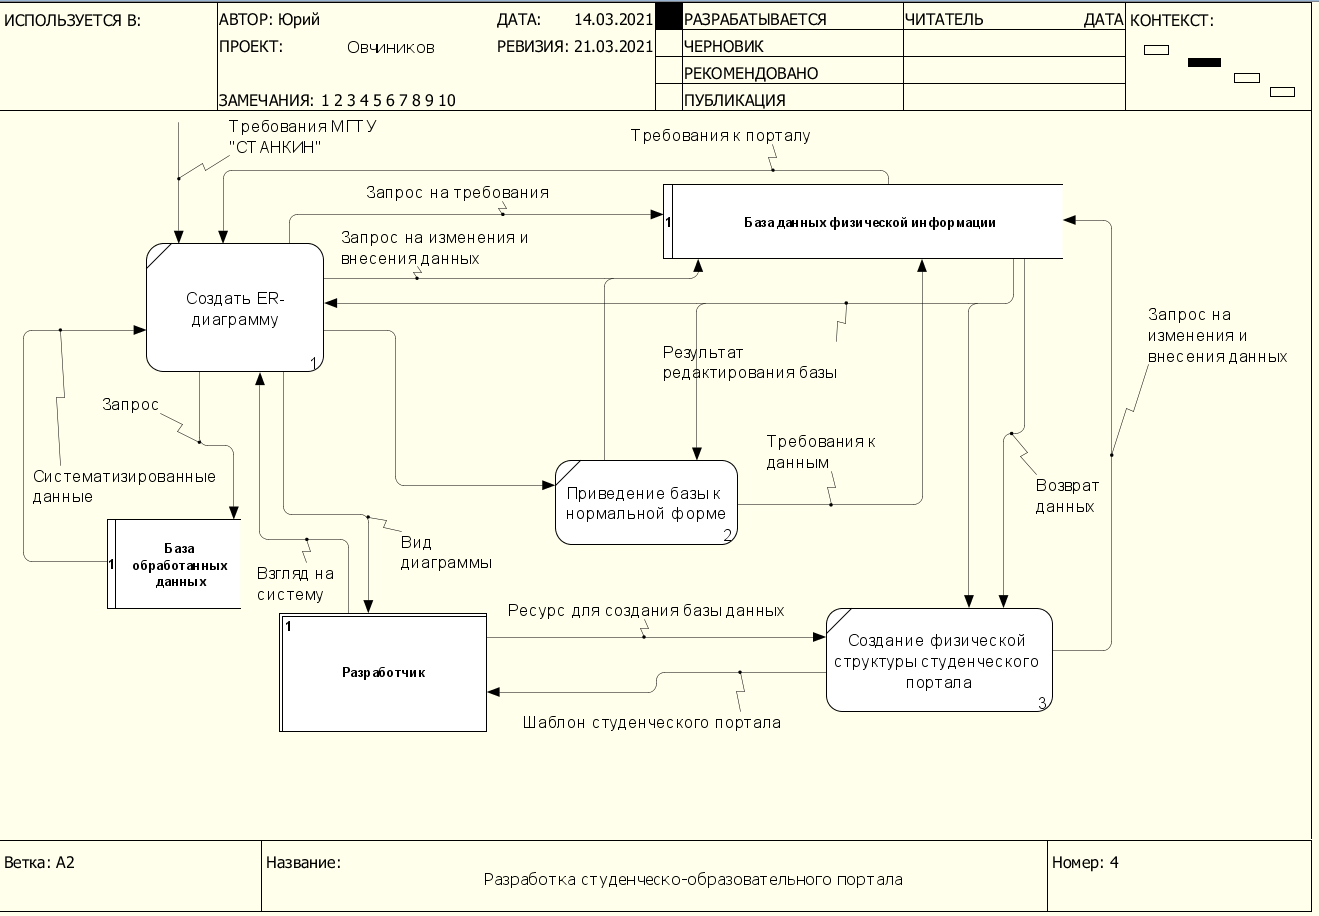 ИСПОЛЬЗУЕТСЯ В:
АВТОР: Юрий
ДАТА: 14.03.2021
РАЗРАБАТЫВАЕТСЯ
ЧИТАТЕЛЬ
ДАТА
КОНТЕКСТ:
ПРОЕКТ: Овчиников
РЕВИЗИЯ: 21.03.2021
ЧЕРНОВИК
РЕКОМЕНДОВАНО
ЗАМЕЧАНИЯ: 1 2 3 4 5 6 7 8 9 10
ПУБЛИКАЦИЯ
Требования МГТУ
"СТАНКИН"
Требования к порталу
Запрос на требования
1
База данных физической информации
Запрос на изменения и
внесения данных
Создать ER-
диаграмму
1
Запрос на
изменения и
внесения данных
Результат
редактирования базы
Запрос
Требования к
данным
Систематизированные
данные
Приведение базы к
нормальной форме
2
Возврат
данных
1
База
обработанных
данных
Вид
диаграммы
Взгляд на
систему
Ресурс для создания базы данных
1
Разработчик
Создание физической
структуры студенческого
портала
3
Шаблон студенческого портала
Ветка: A2
Название:
Разработка студенческо-образовательного портала
Номер: 4